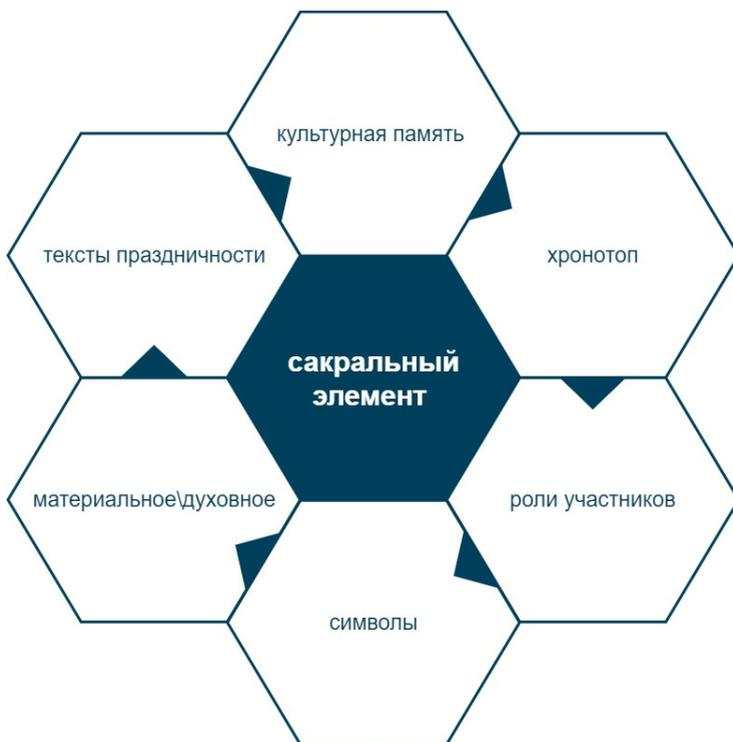 культурная память
тексты праздничности
хронотоп
сакральный
элемент
материальное\духовное
роли участников
символы